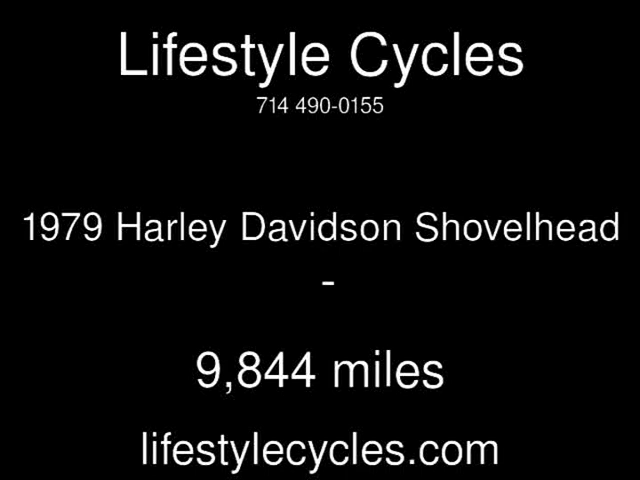 Lifestyle Cycles
714 490-0155
1979 Harley Davidson Shovelhead
-
9,844 miles
lifestylecycles.com